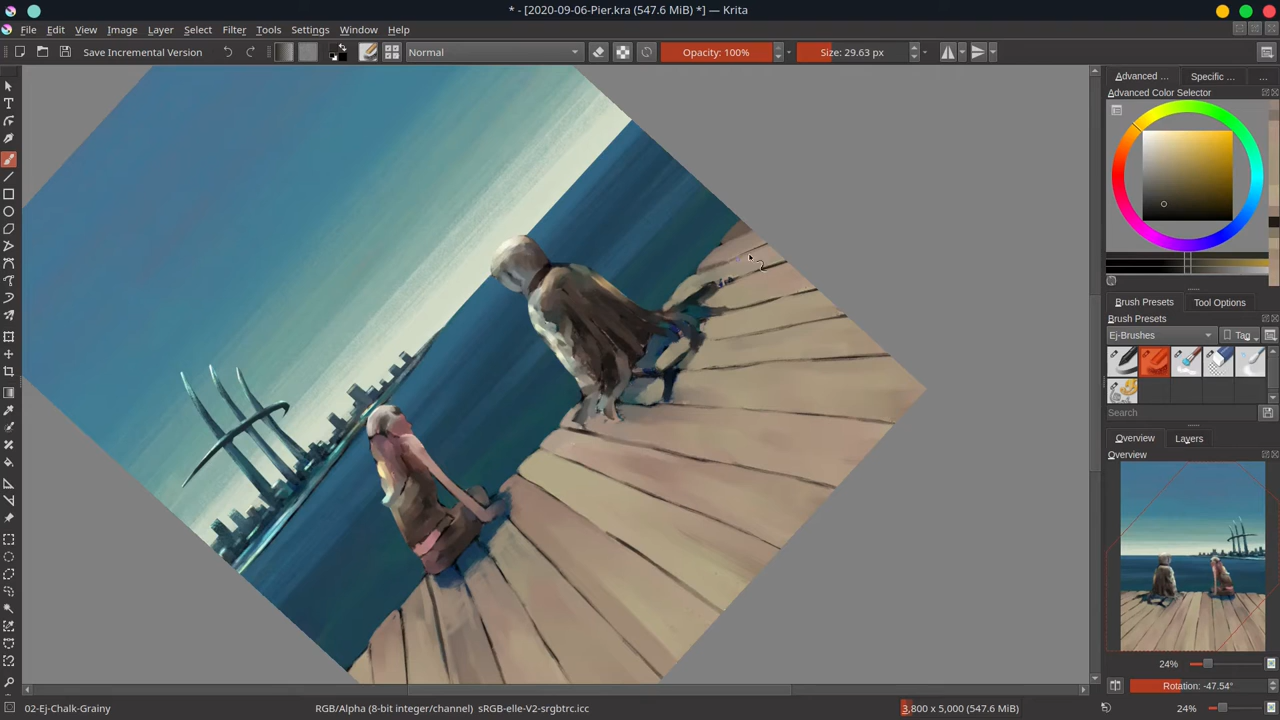 * - [2020-09-06-Pier.kra (547.6 MiB) *] — Krita
File Edit View Image Layer Select Filter Tools Settings Window Help
Save Incremental Version Normal Opacity: 100% Size: 29.63 px
Advanced ... Specific ... ...
Advanced Color Selector
Brush Presets Tool Options
Brush Presets
Ej-Brushes Tag
Search
Overview Layers
Overview
24%
Rotation: -47.54°
02-Ej-Chalk-Grainy RGB/Alpha (8-bit integer/channel) sRGB-elle-V2-srgbtrc.icc 3,800 x 5,000 (547.6 MiB) 24%